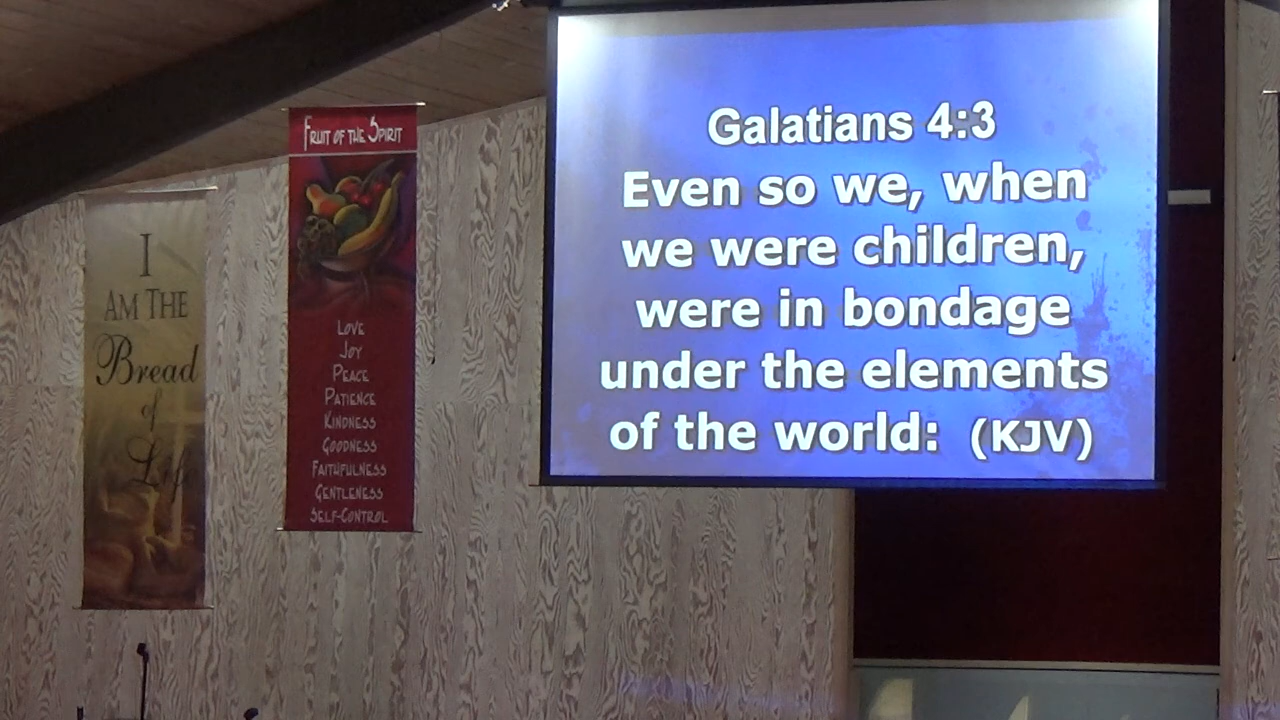 I
AM THE
Bread
of
Life
FRUIT OF THE SPIRIT
LOVE
JOY
PEACE
PATIENCE
KINDNESS
GOODNESS
FAITHFULNESS
GENTLENESS
SELF-CONTROL
Galatians 4:3
Even so we, when
we were children,
were in bondage
under the elements
of the world: (KJV)